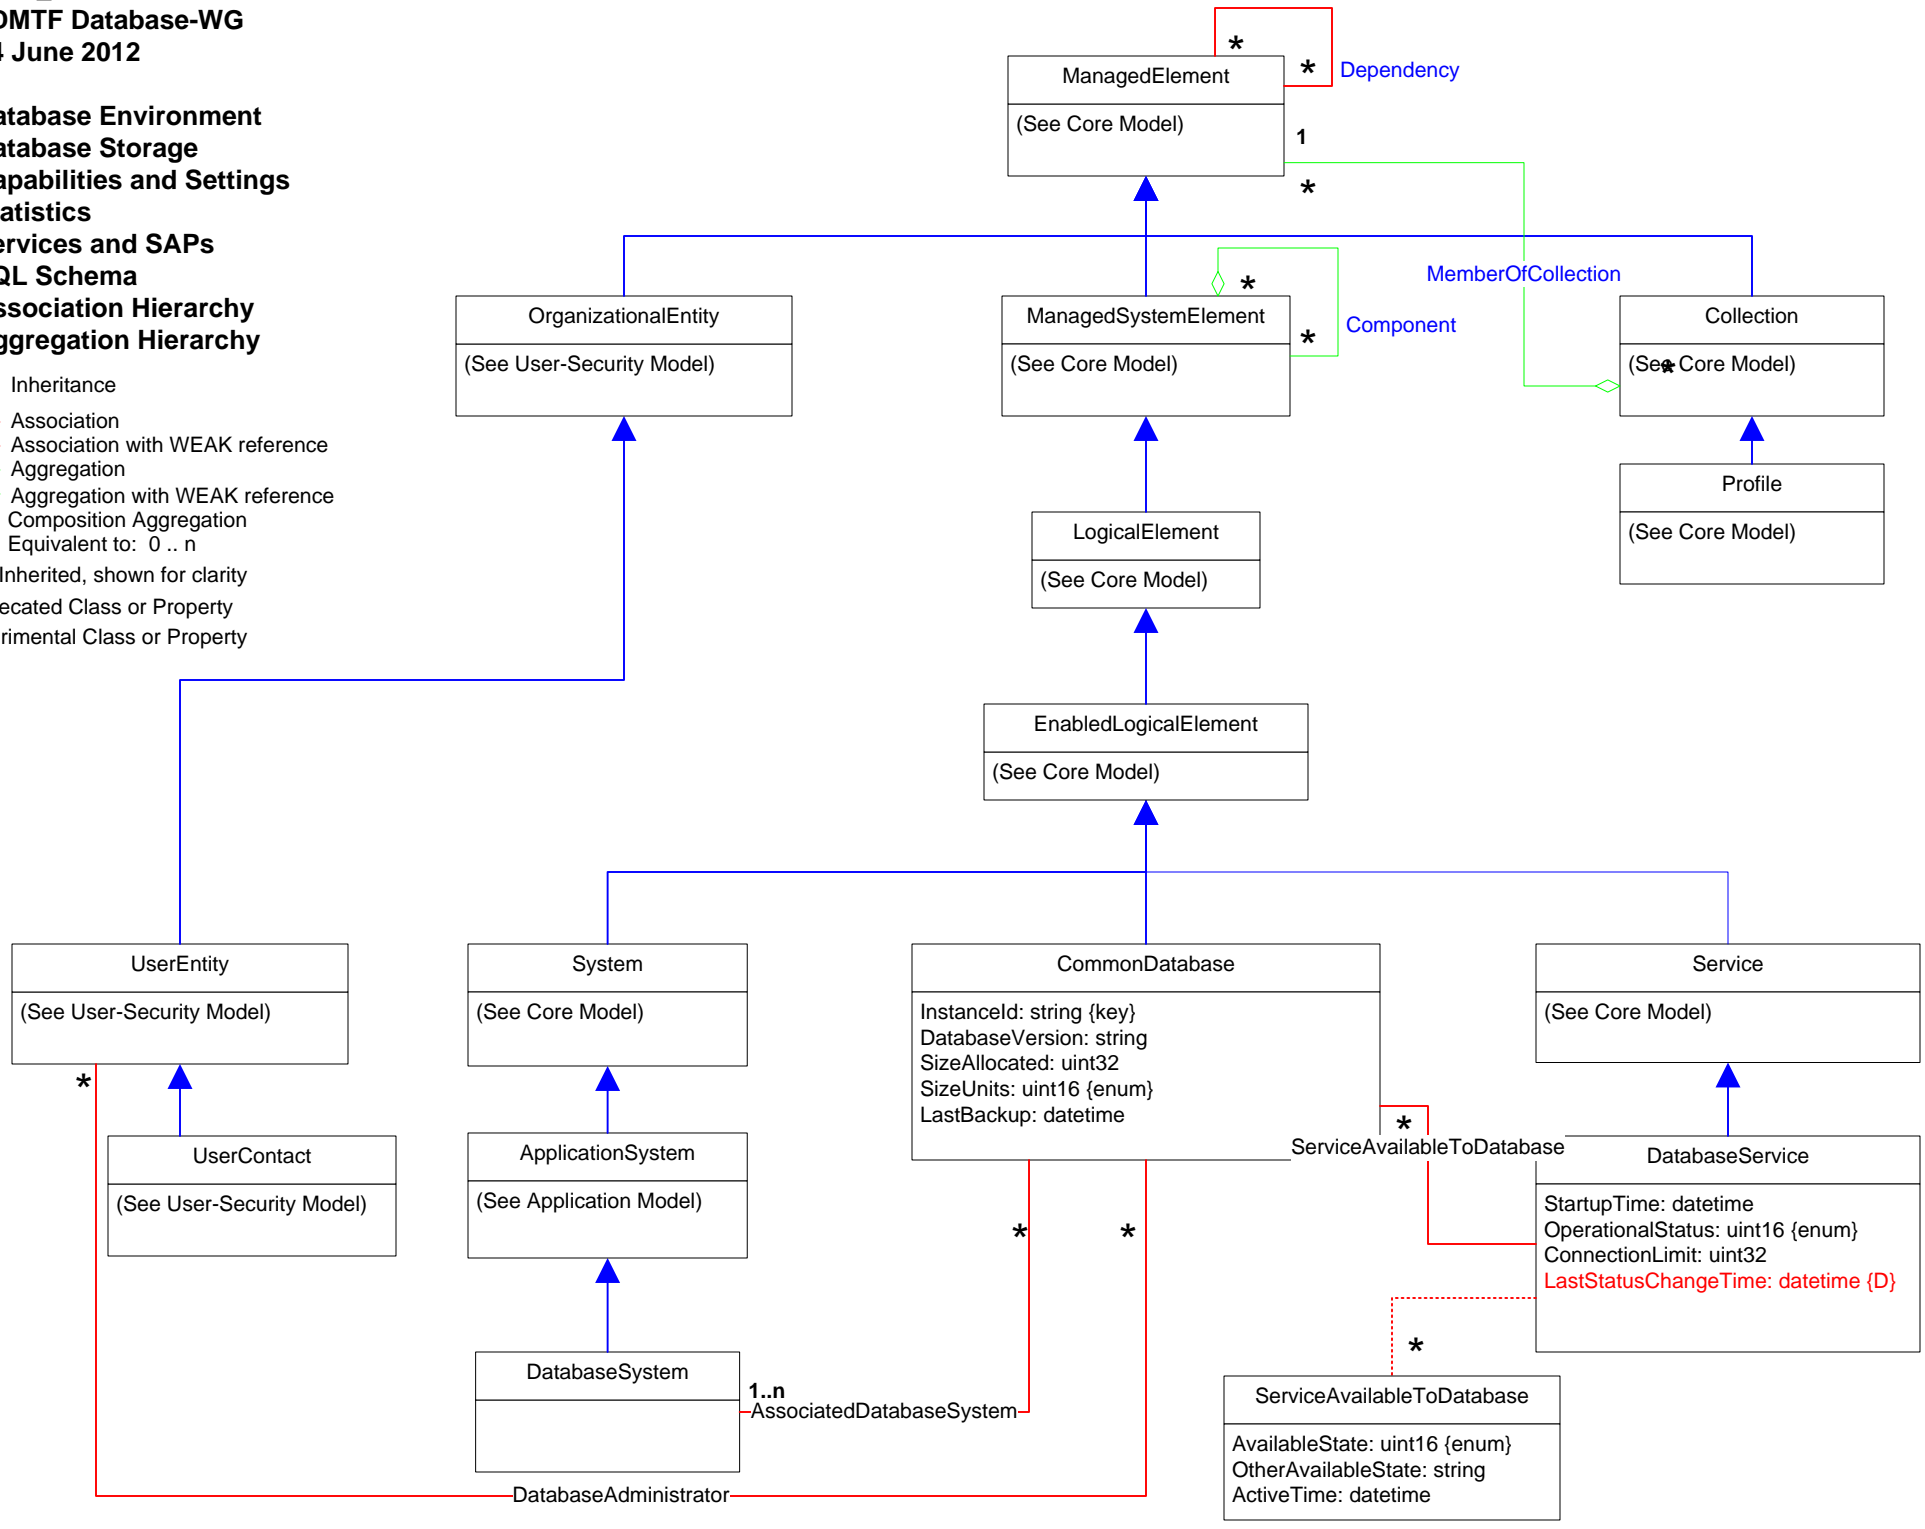 DMTF Database-WG
4 June 2012
atabase Environment
atabase Storage
apabilities and Settings
atistics
ervices and SAPs
QL Schema
ssociation Hierarchy
ggregation Hierarchy
Inheritance
Association
Association with WEAK reference
Aggregation
Aggregation with WEAK reference
Composition Aggregation
Equivalent to: 0 .. n
Inherited, shown for clarity
ecated Class or Property
rimental Class or Property
*
ManagedElement
*
Dependency
(See Core Model)
1
*
MemberOfCollection
OrganizationalEntity
(See User-Security Model)
ManagedSystemElement
(See Core Model)
*
*
Component
Collection
(See Core Model)
*
Profile
(See Core Model)
LogicalElement
(See Core Model)
EnabledLogicalElement
(See Core Model)
UserEntity
(See User-Security Model)
*
UserContact
(See User-Security Model)
System
(See Core Model)
ApplicationSystem
(See Application Model)
DatabaseSystem
1..n
AssociatedDatabaseSystem
DatabaseAdministrator
CommonDatabase
InstanceId: string {key}
DatabaseVersion: string
SizeAllocated: uint32
SizeUnits: uint16 {enum}
LastBackup: datetime
*
*
*
ServiceAvailableToDatabase
Service
(See Core Model)
DatabaseService
StartupTime: datetime
OperationalStatus: uint16 {enum}
ConnectionLimit: uint32
LastStatusChangeTime: datetime {D}
*
ServiceAvailableToDatabase
AvailableState: uint16 {enum}
OtherAvailableState: string
ActiveTime: datetime